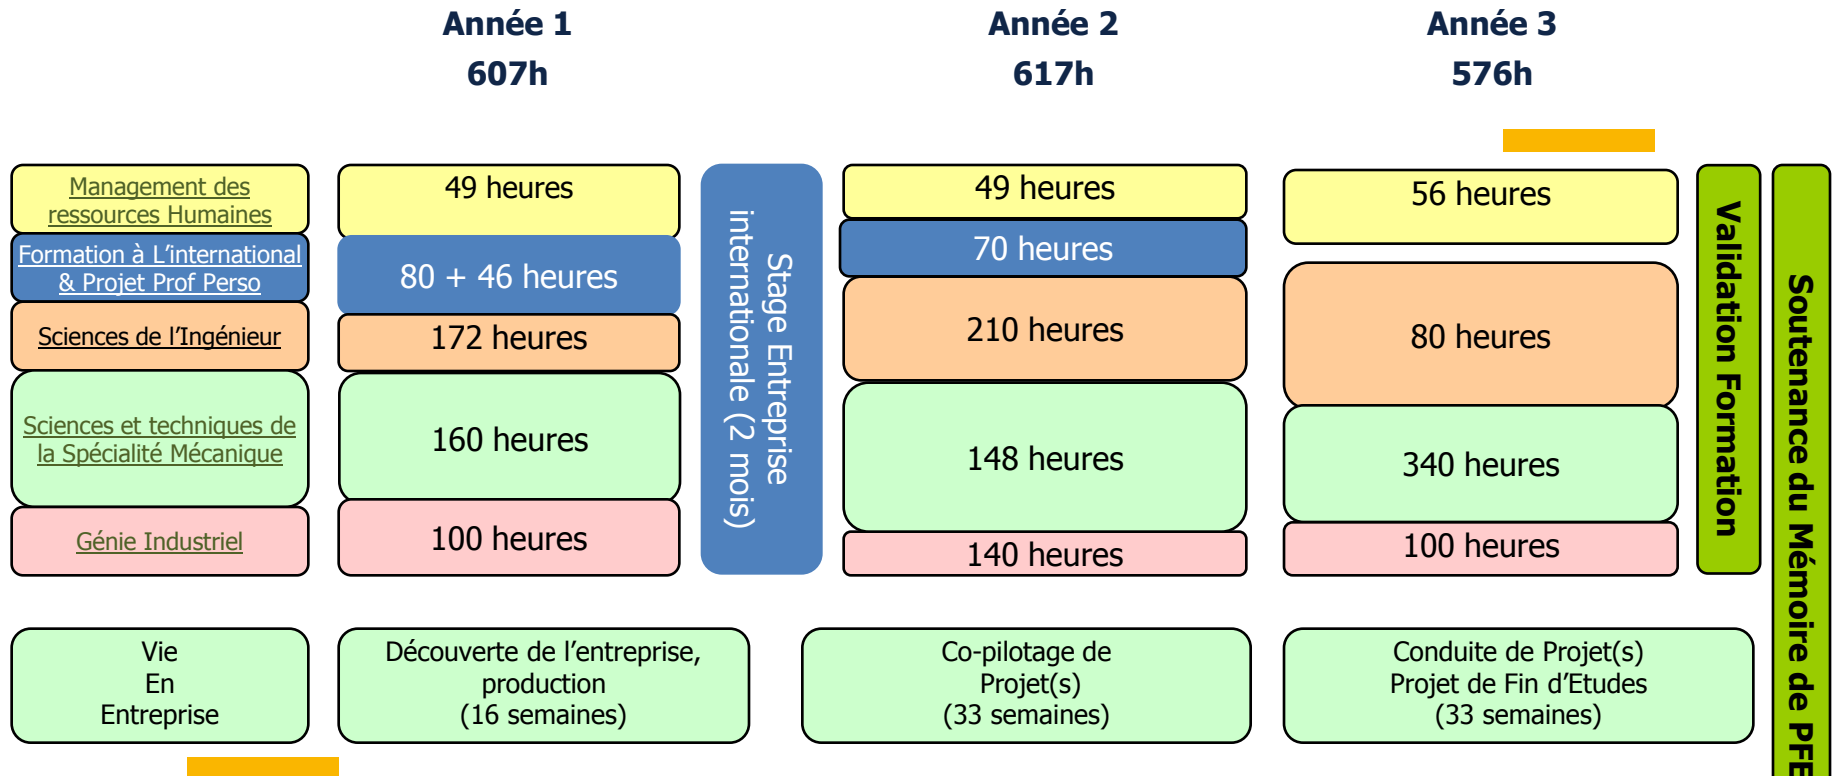 Année 1
607h
Année 2
617h
Année 3
576h
Management des
ressources Humaines
49 heures
49 heures
56 heures
Formation à L’international
& Projet Prof Perso
80 + 46 heures
70 heures
Sciences de l’Ingénieur
172 heures
210 heures
80 heures
Sciences et techniques de
la Spécialité Mécanique
160 heures
148 heures
340 heures
Génie Industriel
100 heures
140 heures
100 heures
Stage Entreprise
internationale (2 mois)
Validation Formation
Soutenance du Mémoire de PFE
Vie
En
Entreprise
Découverte de l’entreprise,
production
(16 semaines)
Co-pilotage de
Projet(s)
(33 semaines)
Conduite de Projet(s)
Projet de Fin d’Etudes
(33 semaines)